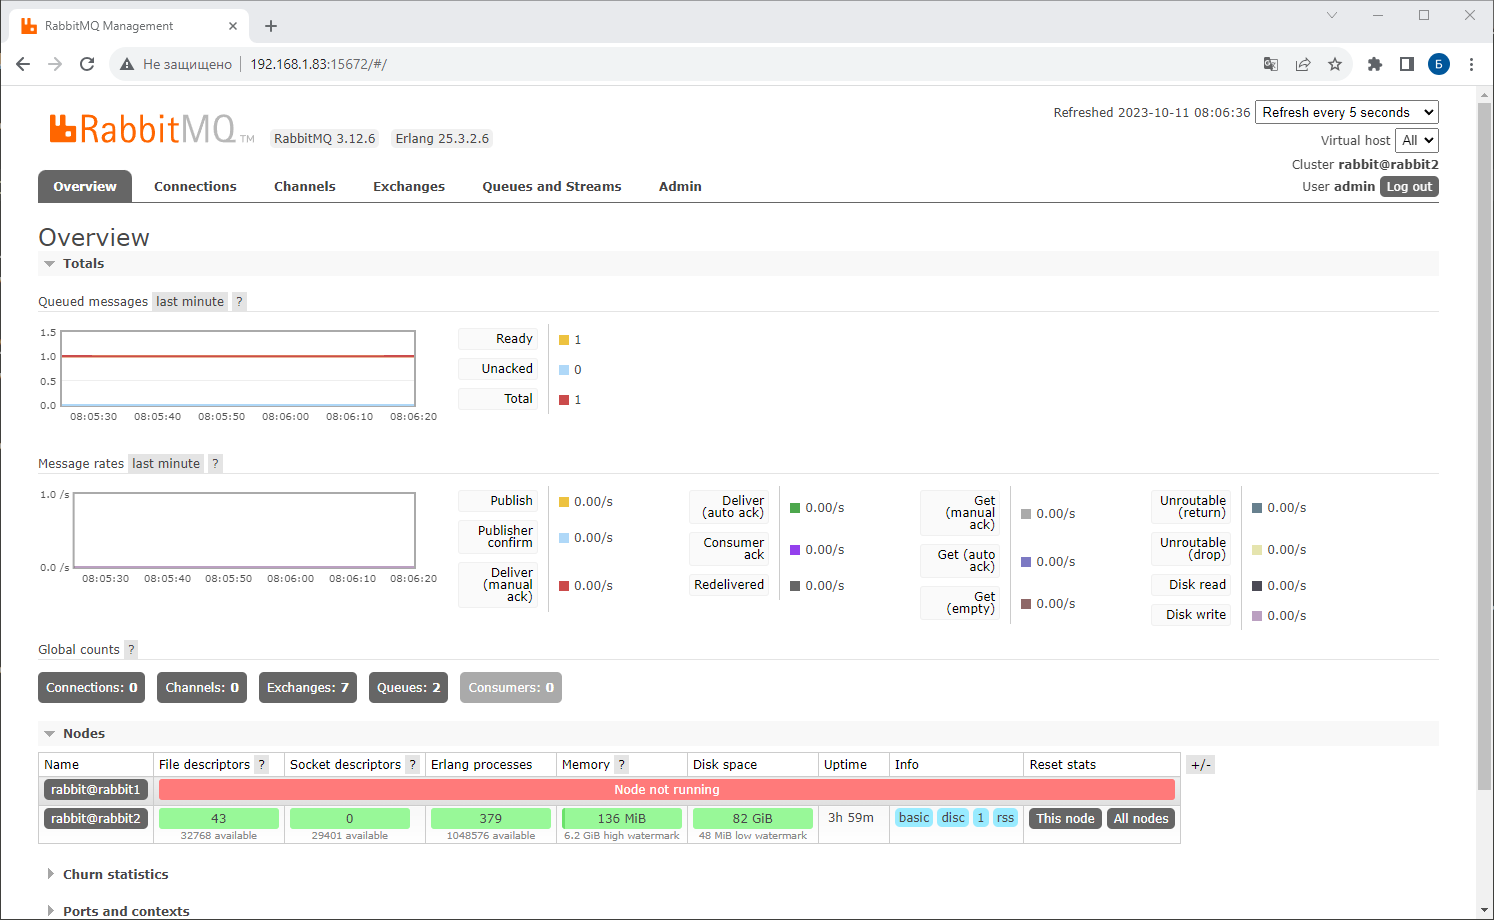 RabbitMQ Management
Не защищено 192.168.1.83:15672/#/
Б
RabbitMQ TM
RabbitMQ 3.12.6 Erlang 25.3.2.6
Refreshed 2023-10-11 08:06:36 Refresh every 5 seconds
Virtual host All
Cluster rabbit@rabbit2
User admin Log out
Overview Connections Channels Exchanges Queues and Streams Admin
Overview
Totals
Queued messages last minute ?
1.5
1.0
0.5
0.0
08:05:30 08:05:40 08:05:50 08:06:00 08:06:10 08:06:20
Ready 1
Unacked 0
Total 1
Message rates last minute ?
1.0 /s
0.0 /s
08:05:30 08:05:40 08:05:50 08:06:00 08:06:10 08:06:20
Publish 0.00/s
Publisher
confirm 0.00/s
Deliver
(manual
ack) 0.00/s
Deliver
(auto ack) 0.00/s
Consumer
ack 0.00/s
Redelivered 0.00/s
Get
(manual
ack) 0.00/s
Get (auto
ack) 0.00/s
Get
(empty) 0.00/s
Unroutable
(return) 0.00/s
Unroutable
(drop) 0.00/s
Disk read 0.00/s
Disk write 0.00/s
Global counts ?
Connections: 0 Channels: 0 Exchanges: 7 Queues: 2 Consumers: 0
Nodes
Name File descriptors ? Socket descriptors ? Erlang processes Memory ? Disk space Uptime Info Reset stats +/-
rabbit@rabbit1 Node not running
rabbit@rabbit2 43 0 379 136 MiB 82 GiB 3h 59m basic disc 1 rss This node All nodes
32768 available 29401 available 1048576 available 6.2 GiB high watermark 48 MiB low watermark
Churn statistics
Ports and contexts